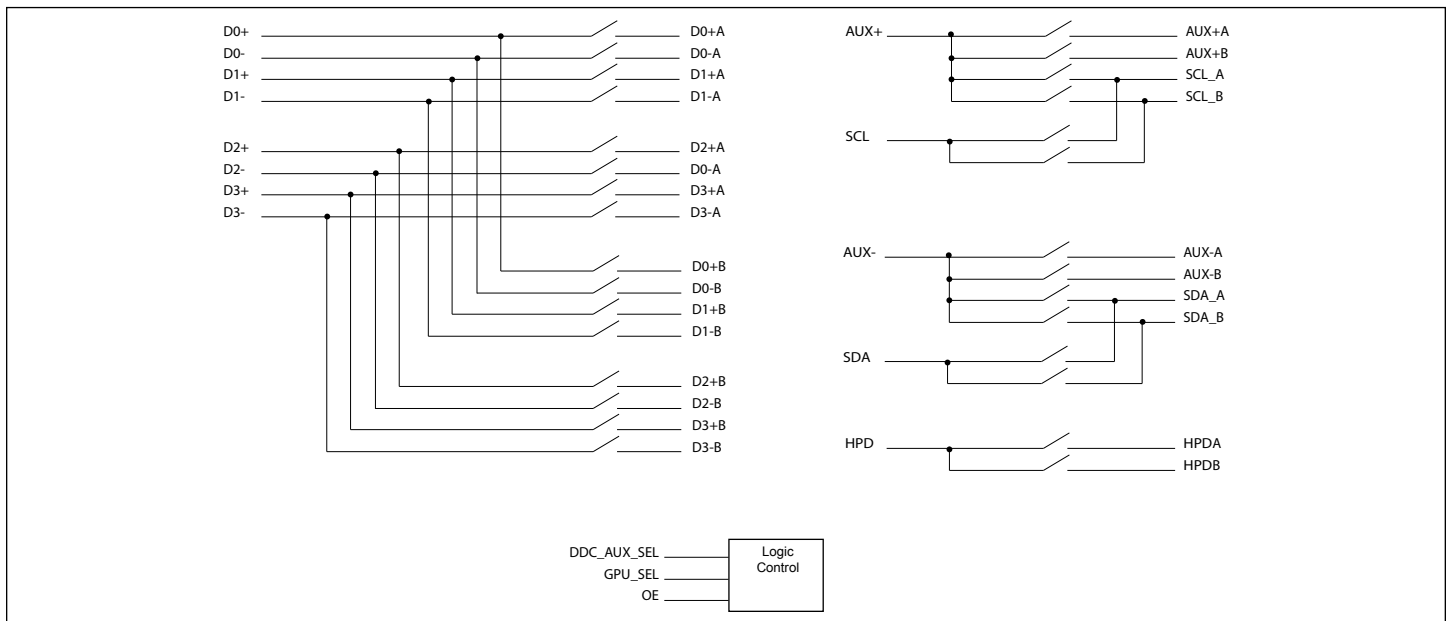 D0+
D0-
D1+
D1-
D2+
D2-
D3+
D3-
D0+A
D0-A
D1+A
D1-A
D2+A
D0-A
D3+A
D3-A
D0+B
D0-B
D1+B
D1-B
D2+B
D2-B
D3+B
D3-B
AUX+
SCL
AUX+A
AUX+B
SCL_A
SCL_B
AUX-
SDA
AUX-A
AUX-B
SDA_A
SDA_B
HPD
HPDA
HPDB
DDC_AUX_SEL
GPU_SEL
OE
Logic
Control